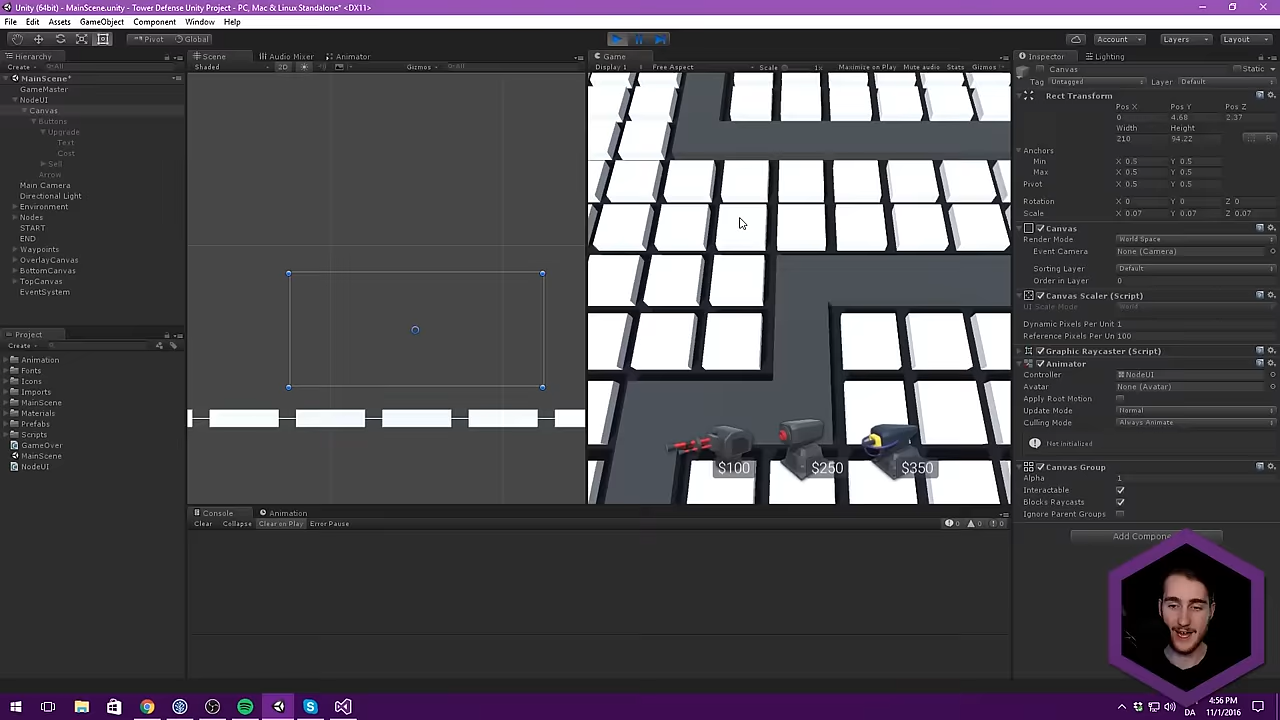 Unity (64bit) - MainScene.unity - Tower Defense Unity Project - PC, Mac & Linux Standalone* <DX11>
File Edit Assets GameObject Component Window Help
Pivot Global Account Layers Layout
Hierarchy
Create All
MainScene*
GameMaster
NodeUI
Canvas
Buttons
Upgrade
Text
Cost
Sell
Arrow
Main Camera
Directional Light
Environment
Nodes
START
END
Waypoints
OverlayCanvas
BottomCanvas
TopCanvas
EventSystem
Project
Create
Animation
Fonts
Icons
Imports
MainScene
Materials
Prefabs
Scripts
GameOver
MainScene
NodeUI
Scene Audio Mixer Animator
Shaded 2D Gizmos All
Game
Display 1 Free Aspect Scale 1x Maximize on Play Mute audio Stats Gizmos
$100 $250 $350
Console Animation
Clear Collapse Clear on Play Error Pause 0 0 0
Inspector Lighting
Canvas Static
Tag Untagged Layer Default
Rect Transform
Pos X Pos Y Pos Z
0 4.68 2.37
Width Height
210 94.22
R
Anchors
Min X 0.5 Y 0.5
Max X 0.5 Y 0.5
Pivot X 0.5 Y 0.5
Rotation X 0 Y 0 Z 0
Scale X 0.07 Y 0.07 Z 0.07
Canvas
Render Mode World Space
Event Camera None (Camera)
Sorting Layer Default
Order in Layer 0
Canvas Scaler (Script)
UI Scale Mode World
Dynamic Pixels Per Unit 1
Reference Pixels Per Un 100
Graphic Raycaster (Script)
Animator
Controller NodeUI
Avatar None (Avatar)
Apply Root Motion
Update Mode Normal
Culling Mode Always Animate
Not initialized
Canvas Group
Alpha 1
Interactable
Blocks Raycasts
Ignore Parent Groups
Add Compone
4:56 PM
DA
11/1/2016